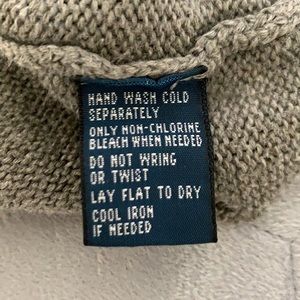 HAND WASH COLD
SEPARATELY
ONLY NON-CHLORINE
BLEACH WHEN NEEDED
DO NOT WRING
OR TWIST
LAY FLAT TO DRY
COOL IRON
IF NEEDED